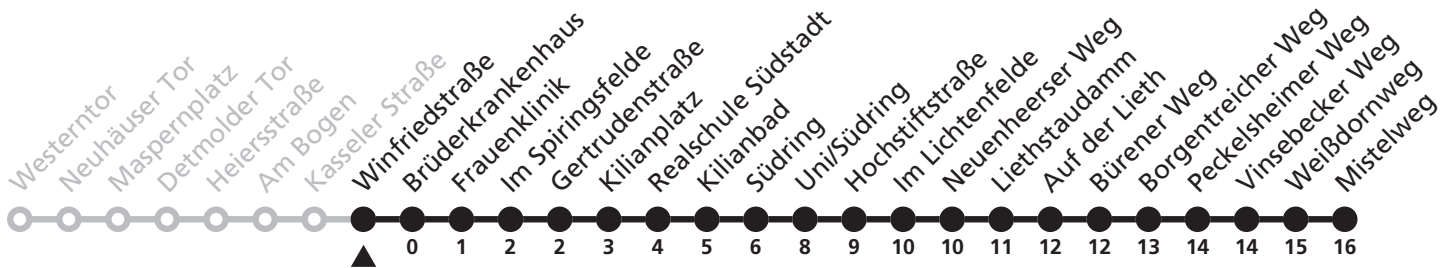 Westerntor
Neuhäuser Tor
Maspernplatz
Detmolder Tor
Heiersstraße
Am Bogen
Kasseler Straße
Winfriedstraße
Brüderkrankenhaus
Frauenklinik
Im Spiringsfelde
Gertrudenstraße
Kilianplatz
Realschule Südstadt
Kilianbad
Südring
Uni/Südring
Hochstiftstraße
Im Lichtenfelde
Neuenheerser Weg
Liethstaudamm
Auf der Lieth
Bürener Weg
Borgentreicher Weg
Peckelsheimer Weg
Vinsebecker Weg
Weißdornweg
Mistelweg
0 1 2 2 3 4 5 6 8 9 10 10 11 12 12 13 14 14 15 16